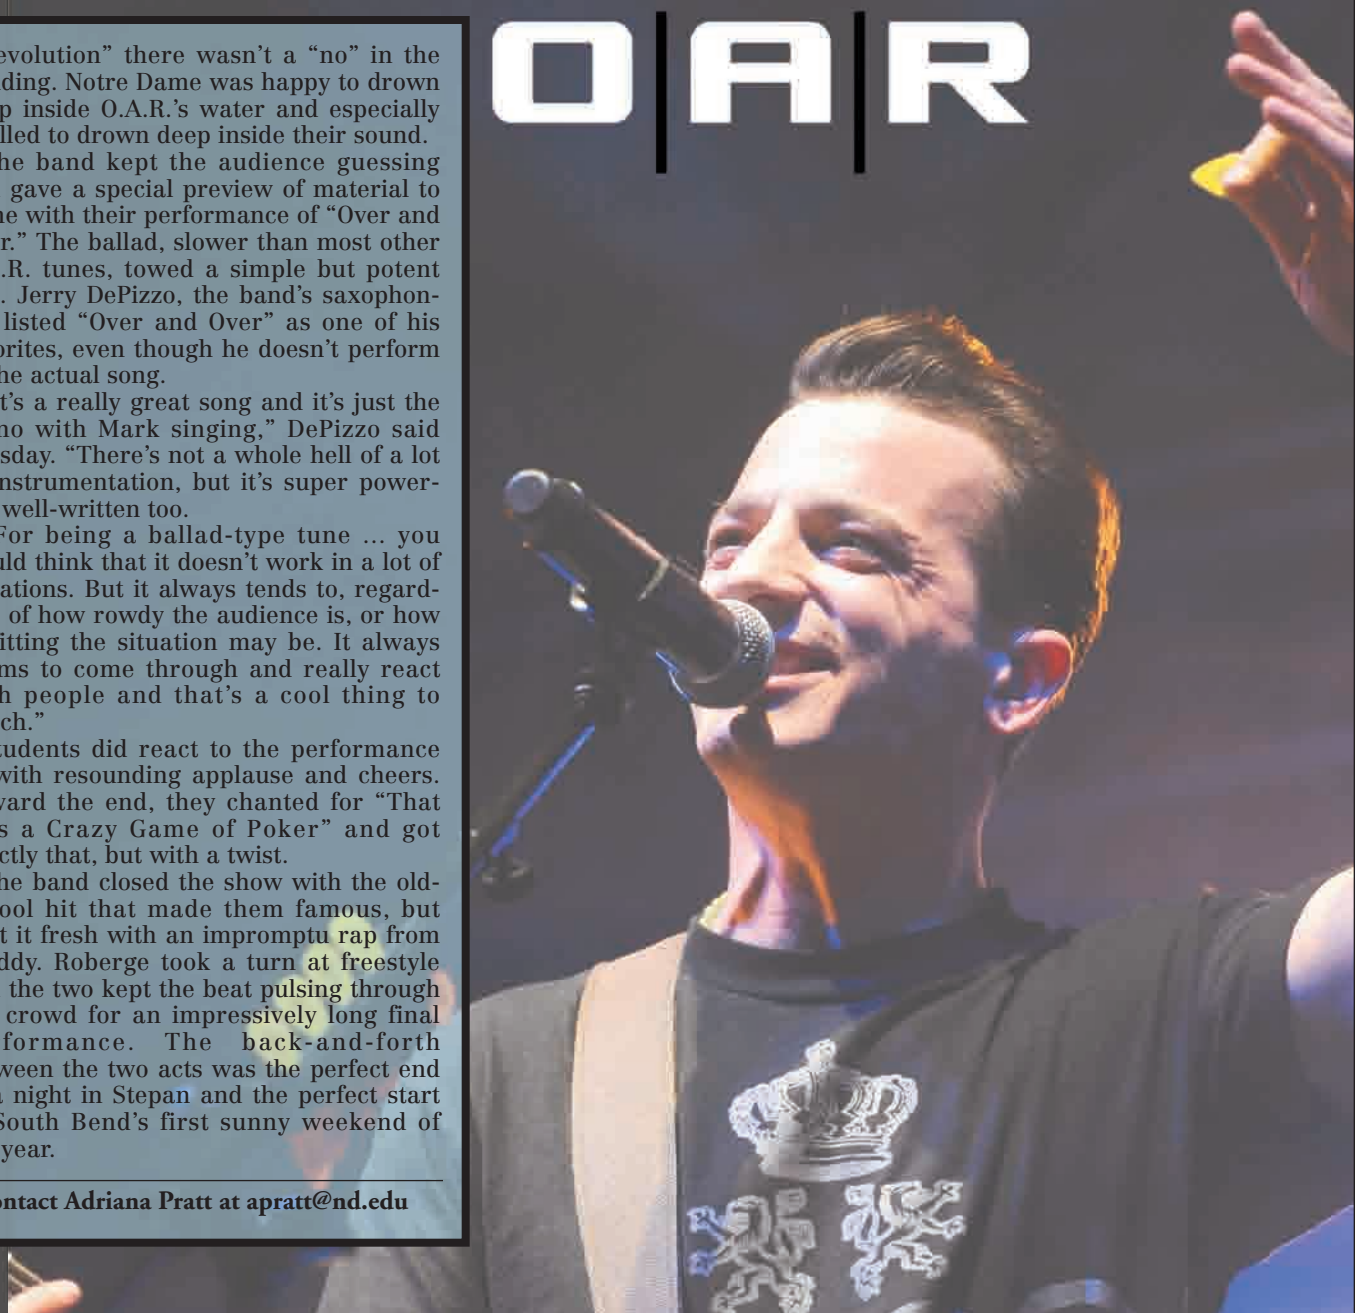 O|A|R
evolution” there wasn't a “no” in the
ding. Notre Dame was happy to drown
p inside O.A.R.'s water and especially
lled to drown deep inside their sound.
he band kept the audience guessing
gave a special preview of material to
ne with their performance of “Over and
r.” The ballad, slower than most other
.R. tunes, towed a simple but potent
. Jerry DePizzo, the band's saxophon-
listed “Over and Over” as one of his
orites, even though he doesn't perform
he actual song.
t's a really great song and it's just the
no with Mark singing,” DePizzo said
sday. “There's not a whole hell of a lot
nstrumentation, but it's super power-
well-written too.
For being a ballad-type tune ... you
uld think that it doesn't work in a lot of
ations. But it always tends to, regard-
of how rowdy the audience is, or how
itting the situation may be. It always
ms to come through and really react
h people and that's a cool thing to
ch.”
tudents did react to the performance
with resounding applause and cheers.
ward the end, they chanted for “That
s a Crazy Game of Poker” and got
ctly that, but with a twist.
he band closed the show with the old-
ool hit that made them famous, but
t it fresh with an impromptu rap from
ddy. Roberge took a turn at freestyle
the two kept the beat pulsing through
crowd for an impressively long final
formance. The back-and-forth
ween the two acts was the perfect end
a night in Stepan and the perfect start
South Bend's first sunny weekend of
year.
ontact Adriana Pratt at apratt@nd.edu